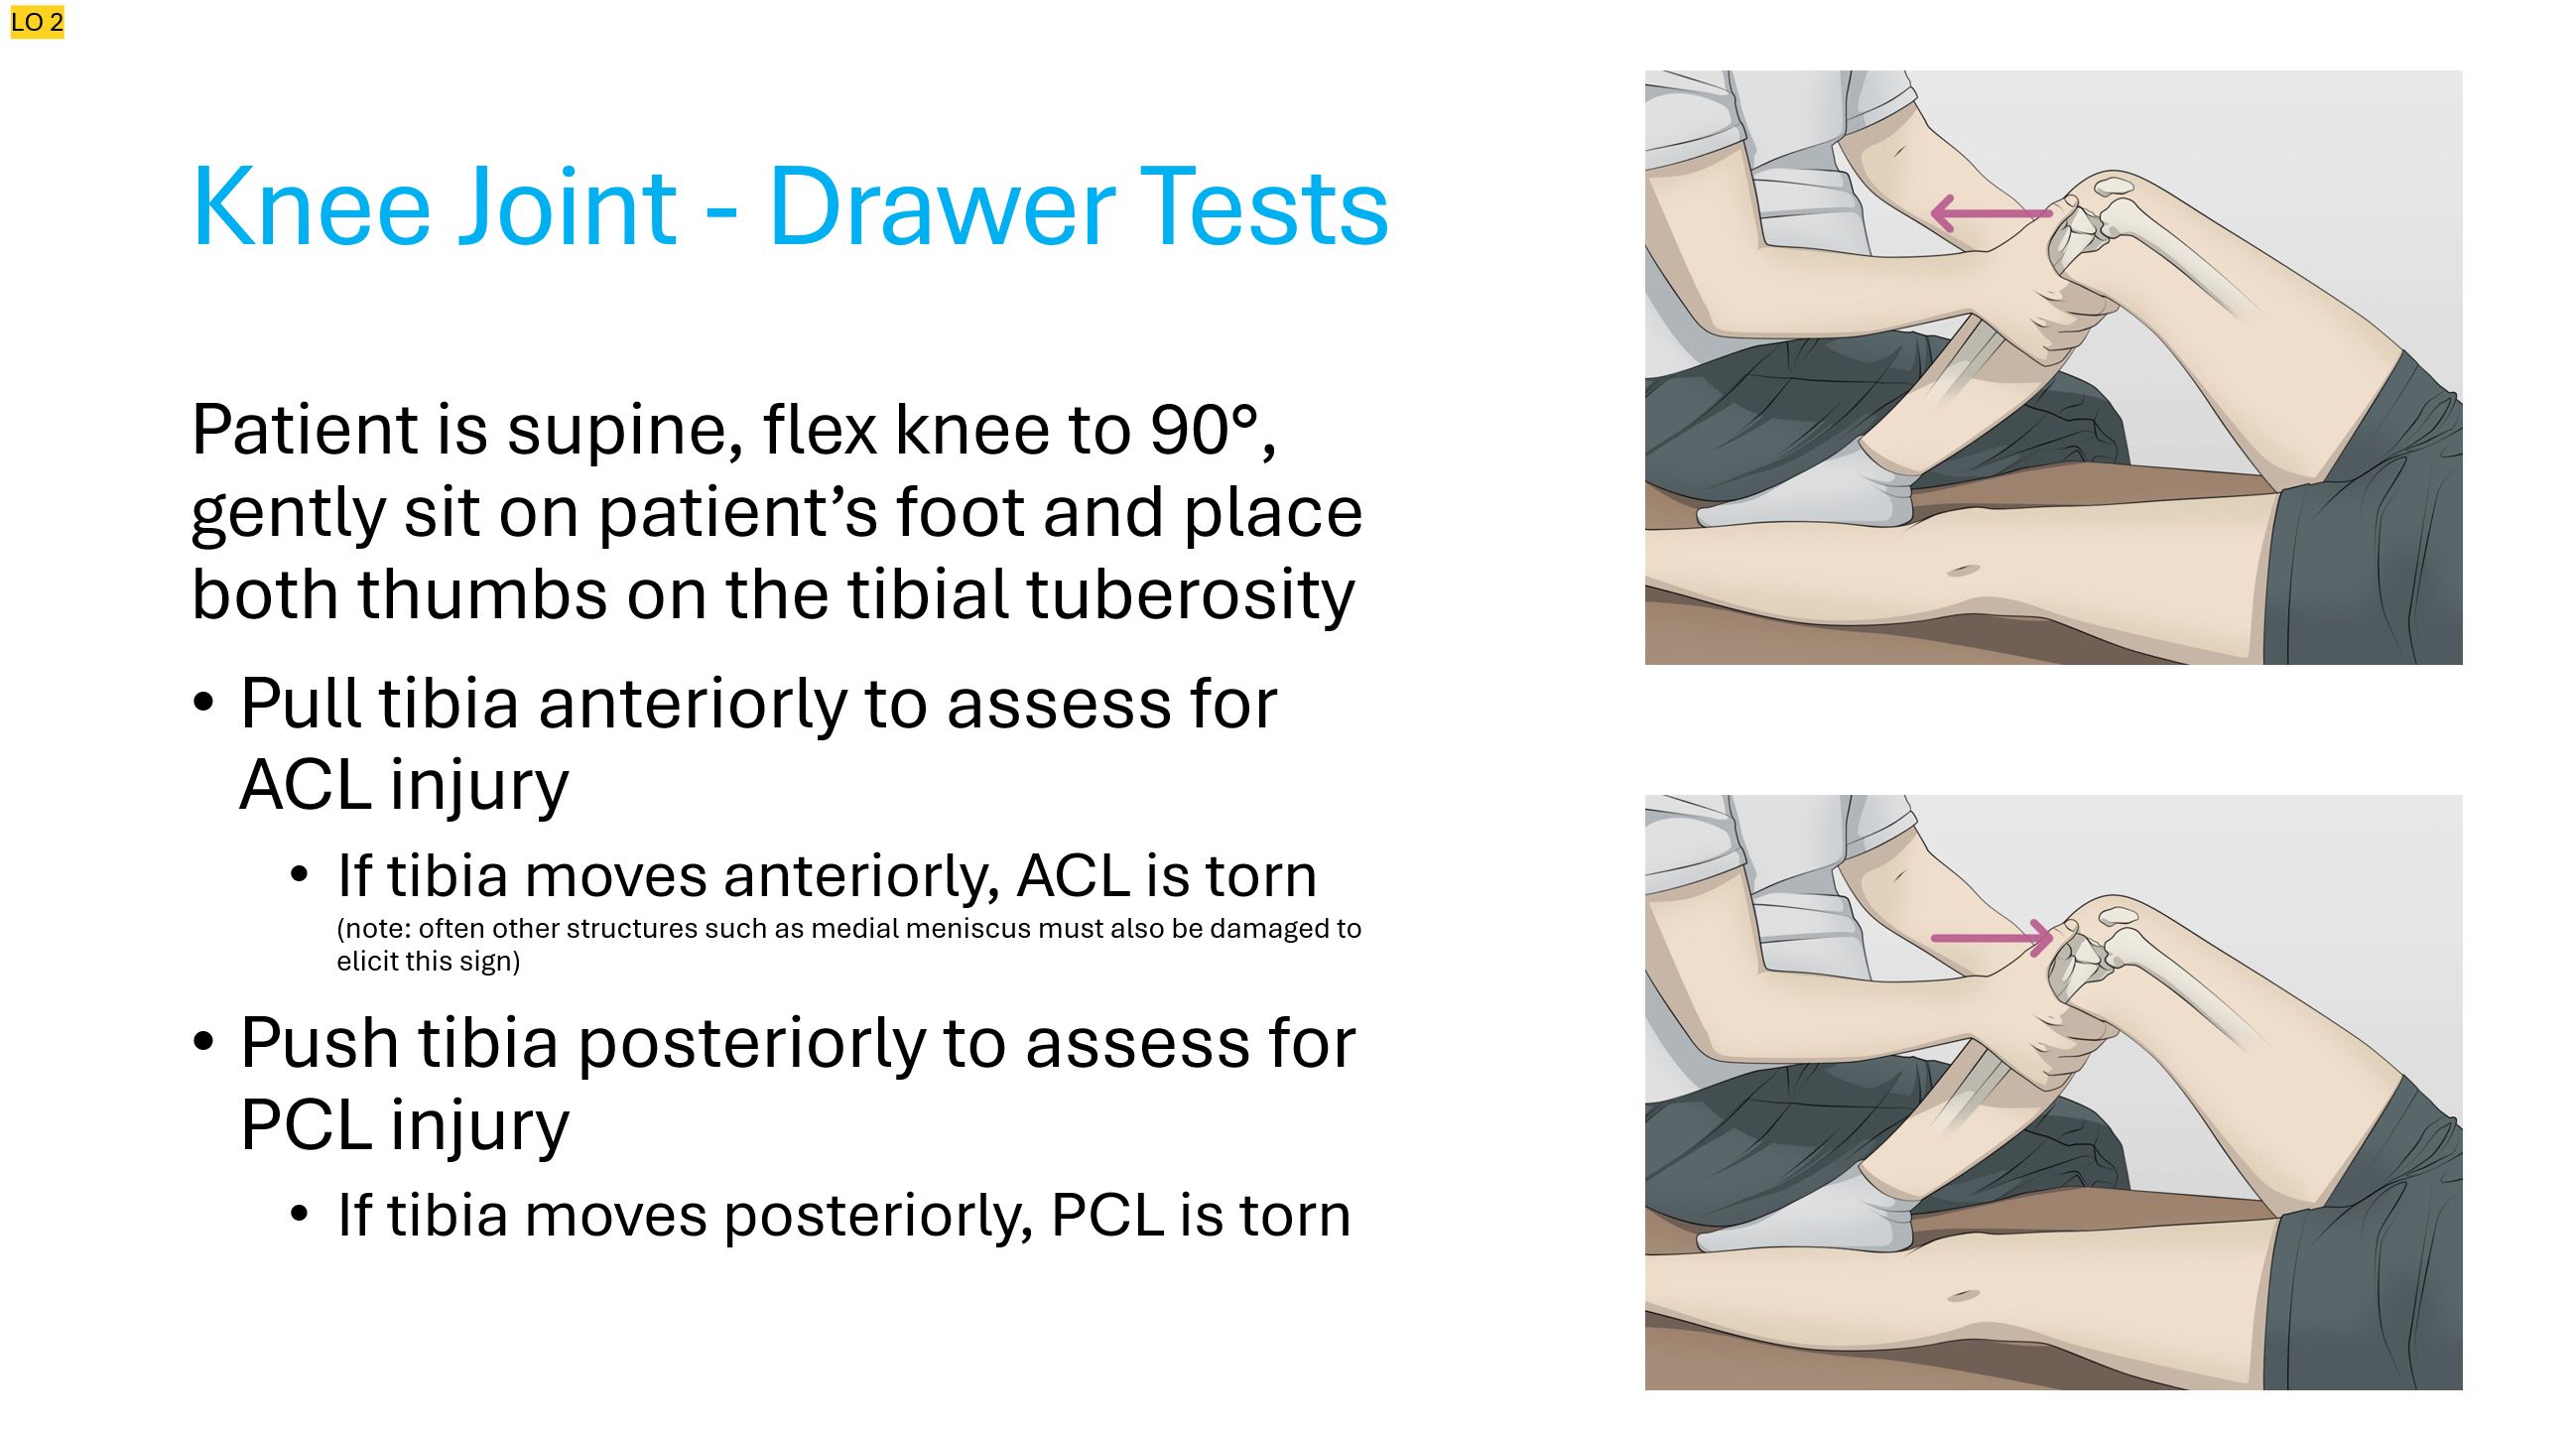 LO 2
Knee Joint - Drawer Tests
Patient is supine, flex knee to 90°,
gently sit on patient’s foot and place
both thumbs on the tibial tuberosity
• Pull tibia anteriorly to assess for
ACL injury
• If tibia moves anteriorly, ACL is torn
(note: often other structures such as medial meniscus must also be damaged to
elicit this sign)
• Push tibia posteriorly to assess for
PCL injury
• If tibia moves posteriorly, PCL is torn